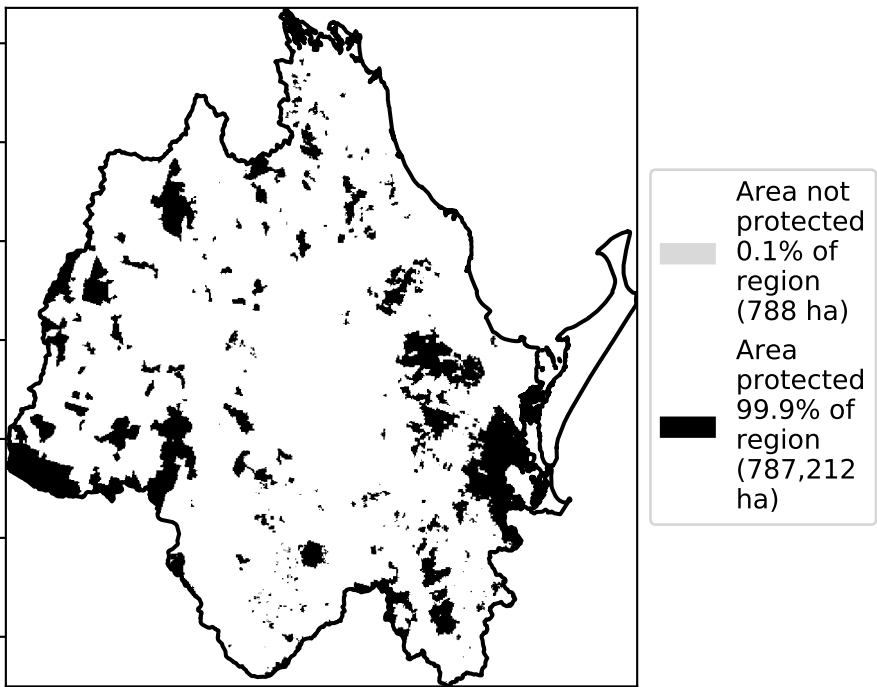 Area not
protected
0.1% of
region
(788 ha)
Area
protected
99.9% of
region
(787,212
ha)